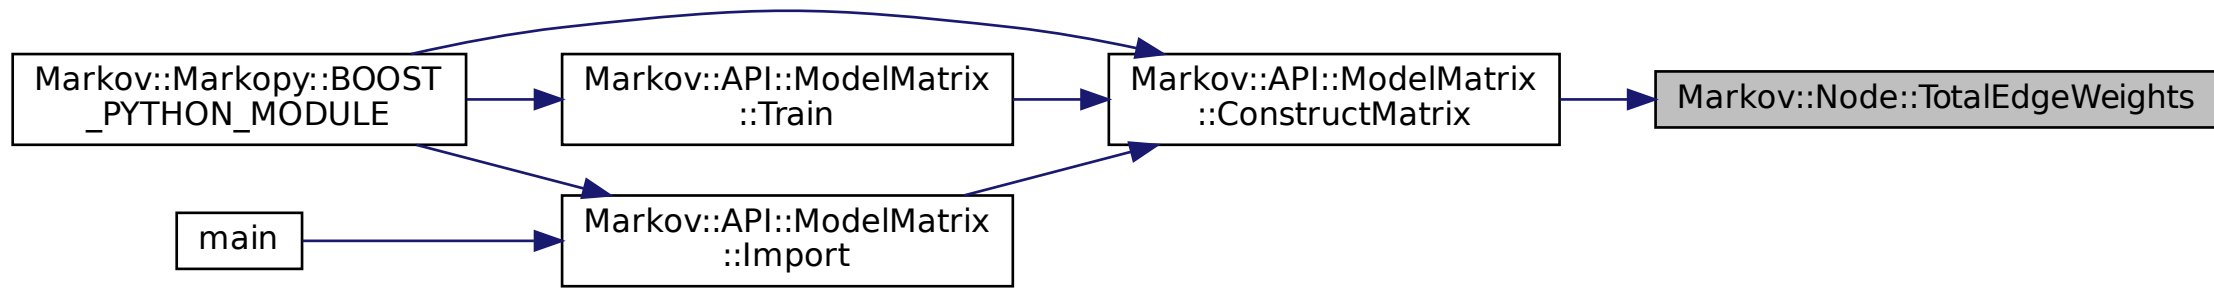 Markov::Markopy::BOOST
_PYTHON_MODULE
Markov::API::ModelMatrix
::Train
Markov::API::ModelMatrix
::ConstructMatrix
Markov::Node::TotalEdgeWeights
main
Markov::API::ModelMatrix
::Import